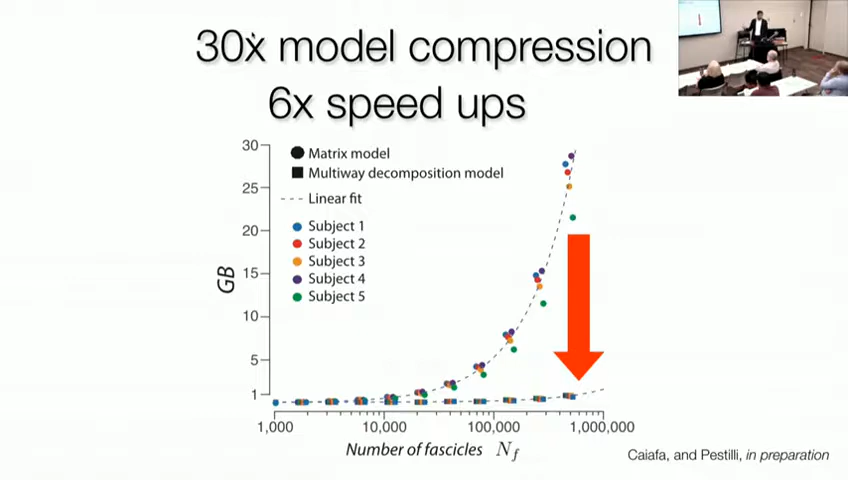 30x model compression
6x speed ups
30
25
20
15
10
5
1
GB
Matrix model
Multiway decomposition model
Linear fit
Subject 1
Subject 2
Subject 3
Subject 4
Subject 5
1,000
10,000
100,000
1,000,000
Number of fascicles N_f
Caiafa, and Pestilli, in preparation